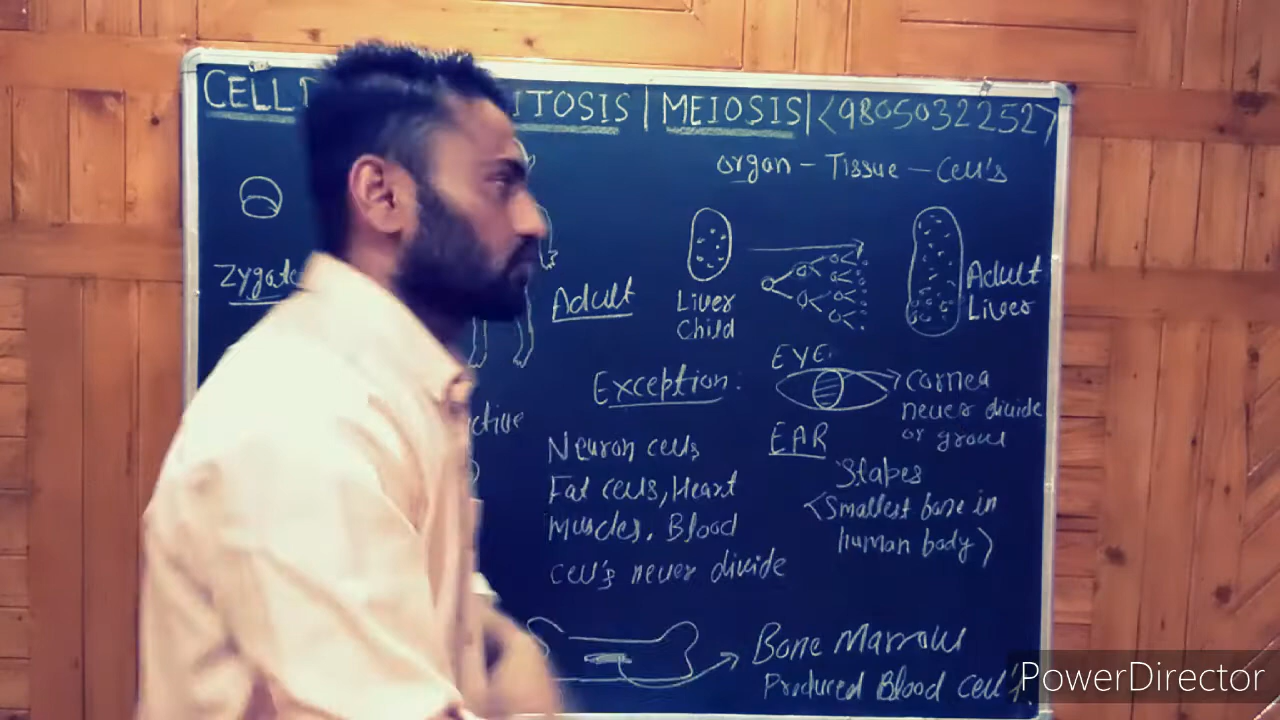 CELL D
ITOSIS | MEIOSIS | <9805032252>
organ - Tissue - Cell's
Zygote
Adult
Liver
Child
Adult
Liver
EYE
Exception:
Cornea
never divide
or grow
ctive
EAR
Neuron cells
Fat cells, Heart
Muscles, Blood
cell's never divide
Stapes
<Smallest bone in
human body>
Bone Marrow
Produced Blood cell's
PowerDirector